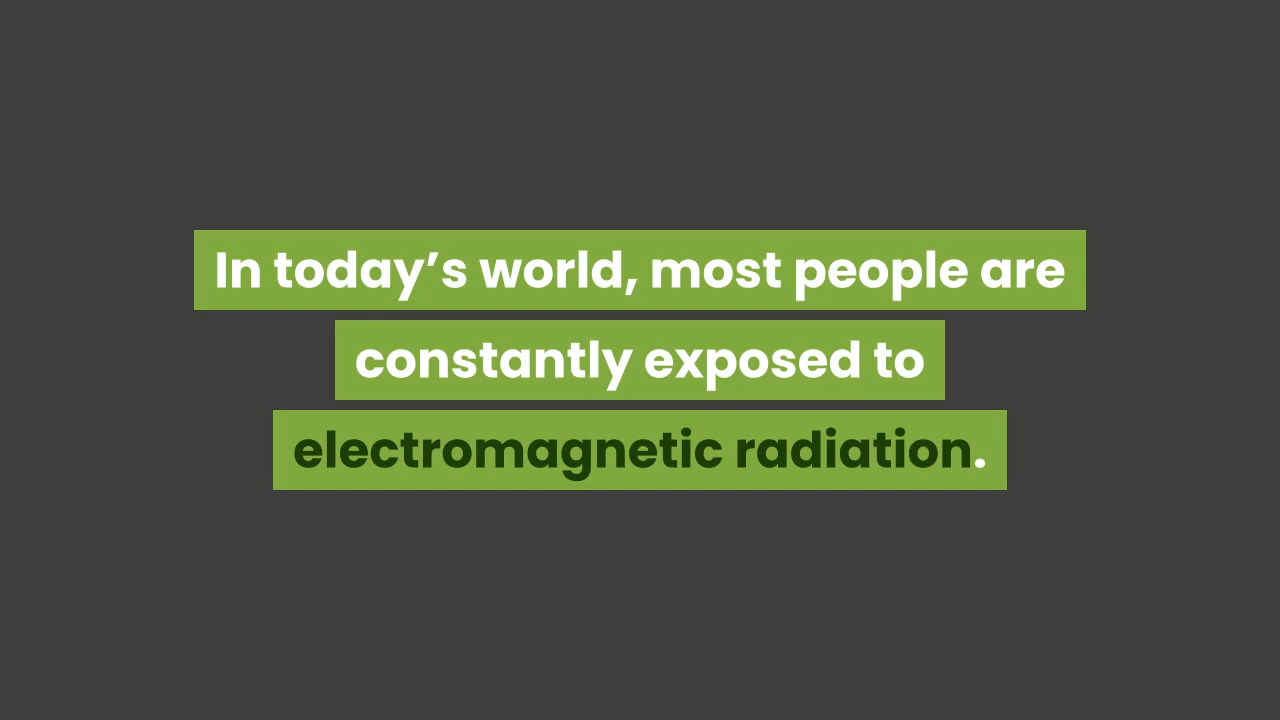 In today’s world, most people are
constantly exposed to
electromagnetic radiation.